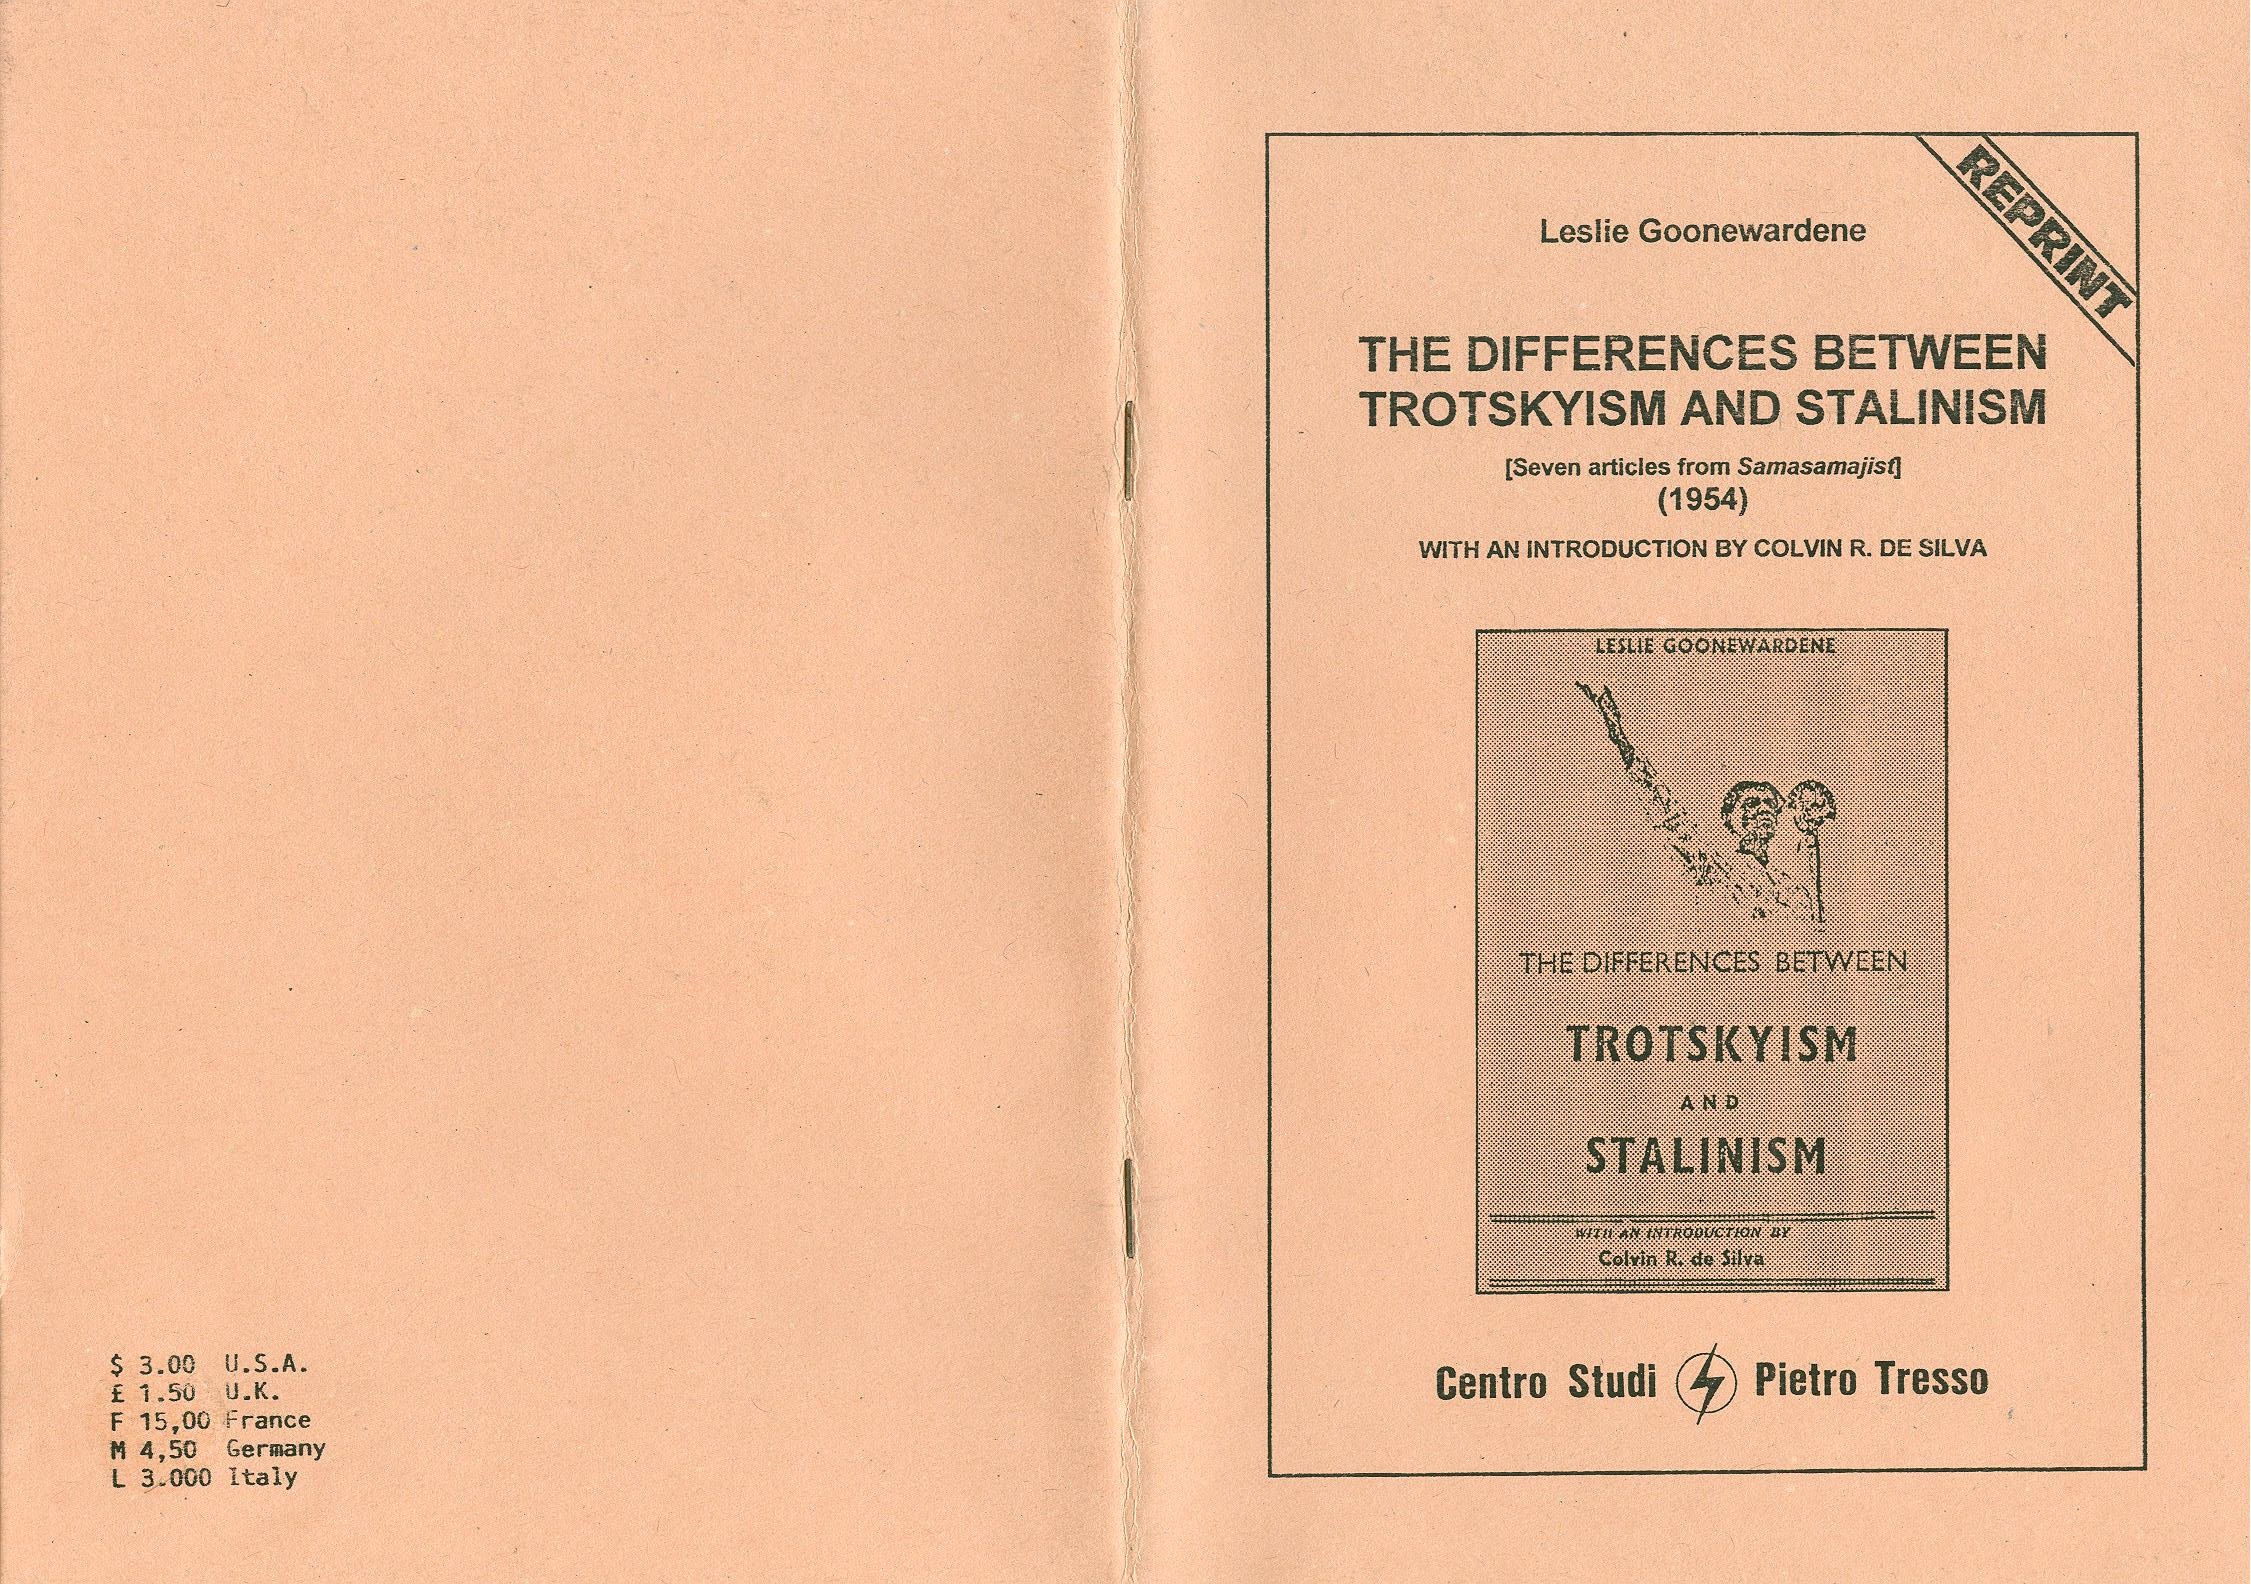 $ 3.00 U.S.A.
£ 1.50 U.K.
F 15,00 France
M 4,50 Germany
L 3.000 Italy
REPRINT
Leslie Goonewardene
THE DIFFERENCES BETWEEN
TROTSKYISM AND STALINISM
[Seven articles from Samasamajist]
(1954)
WITH AN INTRODUCTION BY COLVIN R. DE SILVA
LESLIE GOONEWARDENE
THE DIFFERENCES BETWEEN
TROTSKYISM
AND
STALINISM
WITH AN INTRODUCTION BY
Colvin R. de Silva
Centro Studi Pietro Tresso